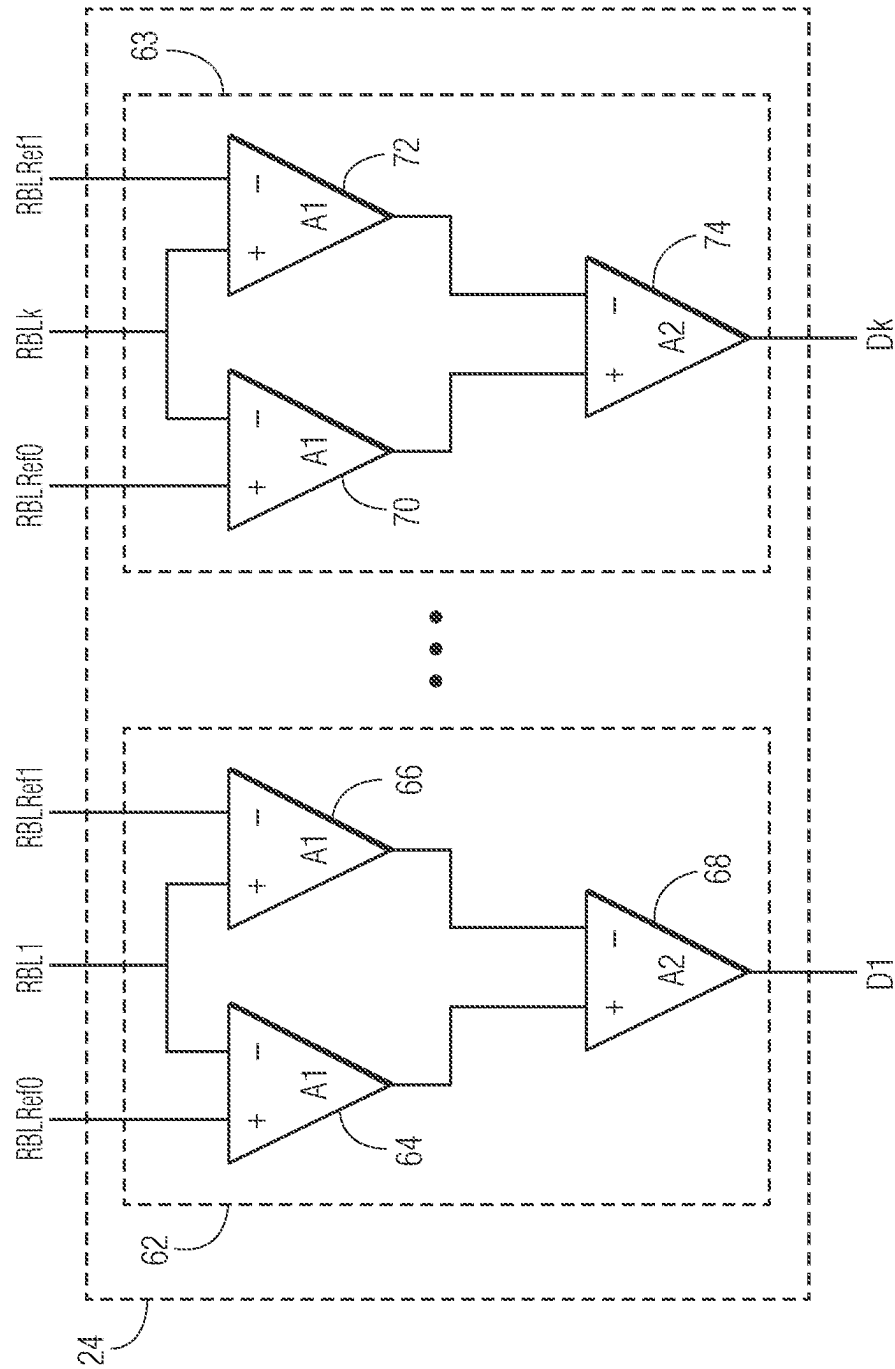 24
62
63
RBLRef0
RBL1
RBLRef1
RBLRef0
RBLk
RBLRef1
+
−
+
−
+
−
+
−
A1
A1
A1
A1
64
66
70
72
+
−
+
−
A2
A2
68
74
D1
Dk